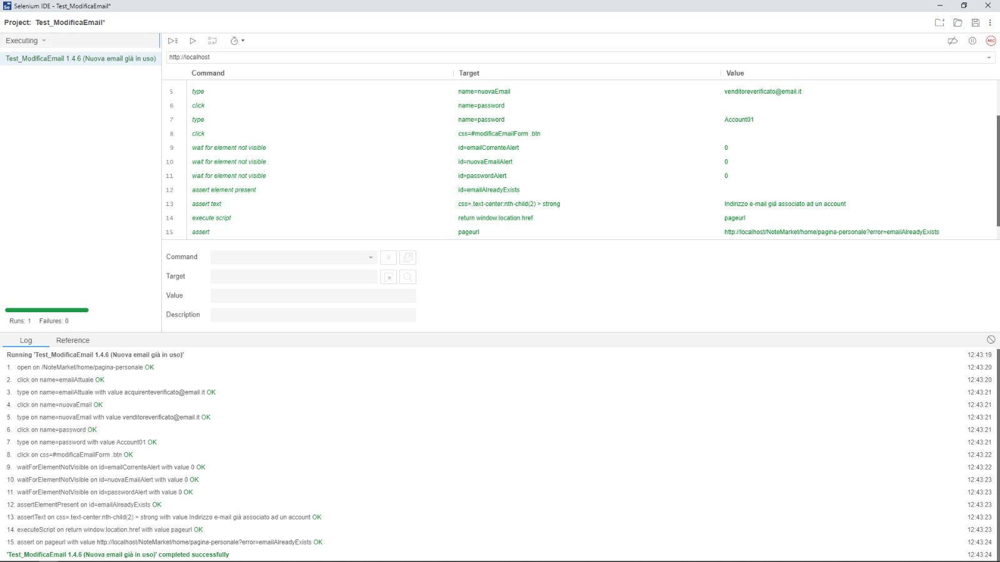 Selenium IDE - Test_ModificaEmail*
Project: Test_ModificaEmail*
Executing
Test_ModificaEmail 1.4.6 (Nuova email già in uso)
REC
http://localhost
Command Target Value
5 type name=nuovaEmail venditoreverificato@email.it
6 click name=password
7 type name=password Account01
8 click css=#modificaEmailForm .btn
9 wait for element not visible id=emailCorrenteAlert 0
10 wait for element not visible id=nuovaEmailAlert 0
11 wait for element not visible id=passwordAlert 0
12 assert element present id=emailAlreadyExists
13 assert text css=.text-center:nth-child(2) > strong Indirizzo e-mail già associato ad un account
14 execute script return window.location.href pageurl
15 assert pageurl http://localhost/NoteMarket/home/pagina-personale?error=emailAlreadyExists
Command //
Target
Value
Description
Runs: 1 Failures: 0
Log Reference
Running 'Test_ModificaEmail 1.4.6 (Nuova email già in uso)' 12:43:19
1. open on /NoteMarket/home/pagina-personale OK 12:43:20
2. click on name=emailAttuale OK 12:43:20
3. type on name=emailAttuale with value acquirenteverificato@email.it OK 12:43:21
4. click on name=nuovaEmail OK 12:43:21
5. type on name=nuovaEmail with value venditoreverificato@email.it OK 12:43:21
6. click on name=password OK 12:43:21
7. type on name=password with value Account01 OK 12:43:21
8. click on css=#modificaEmailForm .btn OK 12:43:22
9. waitForElementNotVisible on id=emailCorrenteAlert with value 0 OK 12:43:22
10. waitForElementNotVisible on id=nuovaEmailAlert with value 0 OK 12:43:23
11. waitForElementNotVisible on id=passwordAlert with value 0 OK 12:43:23
12. assertElementPresent on id=emailAlreadyExists OK 12:43:23
13. assertText on css=.text-center:nth-child(2) > strong with value Indirizzo e-mail già associato ad un account OK 12:43:23
14. executeScript on return window.location.href with value pageurl OK 12:43:23
15. assert on pageurl with value http://localhost/NoteMarket/home/pagina-personale?error=emailAlreadyExists OK 12:43:24
'Test_ModificaEmail 1.4.6 (Nuova email già in uso)' completed successfully 12:43:24